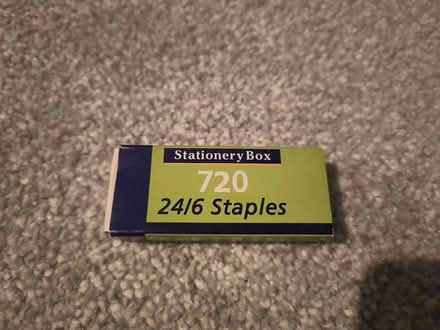 Stationery Box
720
24/6 Staples